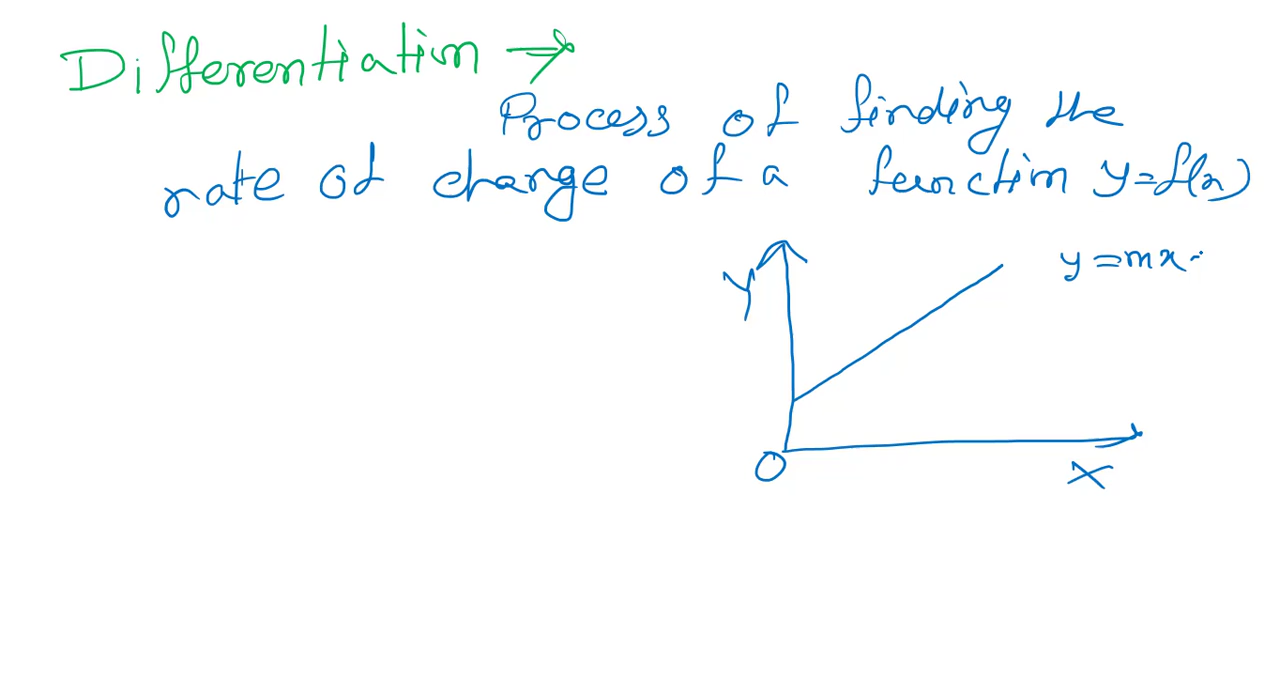 Differentiation →
Process of finding the
rate of change of a function y=f(x)
Y
y=mx
O
X